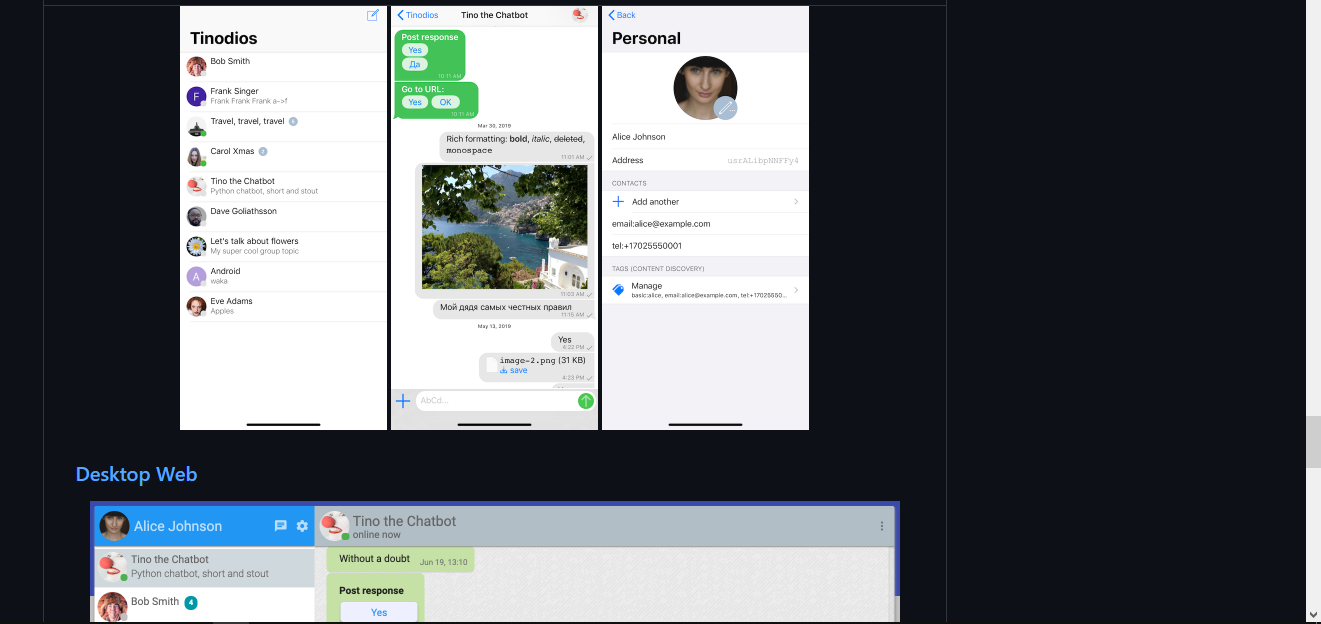 Tinodios
Bob Smith
Frank Singer
Frank Frank Frank a->f
Travel, travel, travel
Carol Xmas 2
Tino the Chatbot
Python chatbot, short and stout
Dave Goliathsson
Let's talk about flowers
My super cool group topic
A Android
waka
Eve Adams
Apples
Tinodios Tino the Chatbot
Post response
Yes
Да
10:11 AM
Go to URL:
Yes OK
10:11 AM
Mar 30, 2019
Rich formatting: bold, italic, deleted,
monospace
11:01 AM
11:03 AM
Мой дядя самых честных правил
11:15 AM
May 13, 2019
Yes
4:22 PM
image-2.png (31 KB)
save
4:23 PM
AbCd...
Back
Personal
Alice Johnson
Address usrALibpNNFFy4
CONTACTS
Add another
email:alice@example.com
tel:+17025550001
TAGS (CONTENT DISCOVERY)
Manage
basic:alice, email:alice@example.com, tel:+1702550...
Desktop Web
Alice Johnson
Tino the Chatbot
Python chatbot, short and stout
Bob Smith 4
Tino the Chatbot
online now
Without a doubt Jun 19, 13:10
Post response
Yes